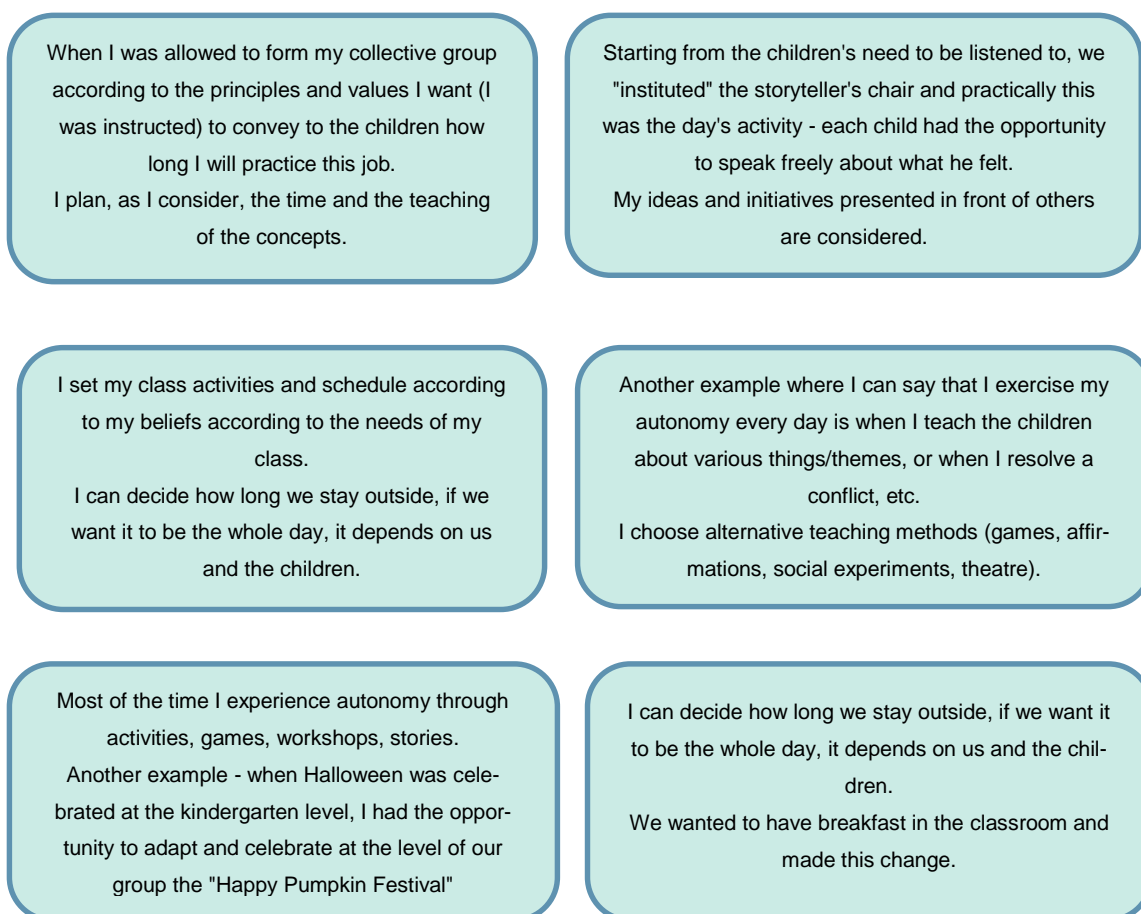 When I was allowed to form my collective group
according to the principles and values I want (I
was instructed) to convey to the children how
long I will practice this job.
I plan, as I consider, the time and the teaching
of the concepts.
Starting from the children's need to be listened to, we
"instituted" the storyteller's chair and practically this
was the day's activity - each child had the opportunity
to speak freely about what he felt.
My ideas and initiatives presented in front of others
are considered.
I set my class activities and schedule according
to my beliefs according to the needs of my
class.
I can decide how long we stay outside, if we
want it to be the whole day, it depends on us
and the children.
Another example where I can say that I exercise my
autonomy every day is when I teach the children
about various things/themes, or when I resolve a
conflict, etc.
I choose alternative teaching methods (games, affir-
mations, social experiments, theatre).
Most of the time I experience autonomy through
activities, games, workshops, stories.
Another example - when Halloween was cele-
brated at the kindergarten level, I had the oppor-
tunity to adapt and celebrate at the level of our
group the "Happy Pumpkin Festival"
I can decide how long we stay outside, if we want it
to be the whole day, it depends on us and the chil-
dren.
We wanted to have breakfast in the classroom and
made this change.